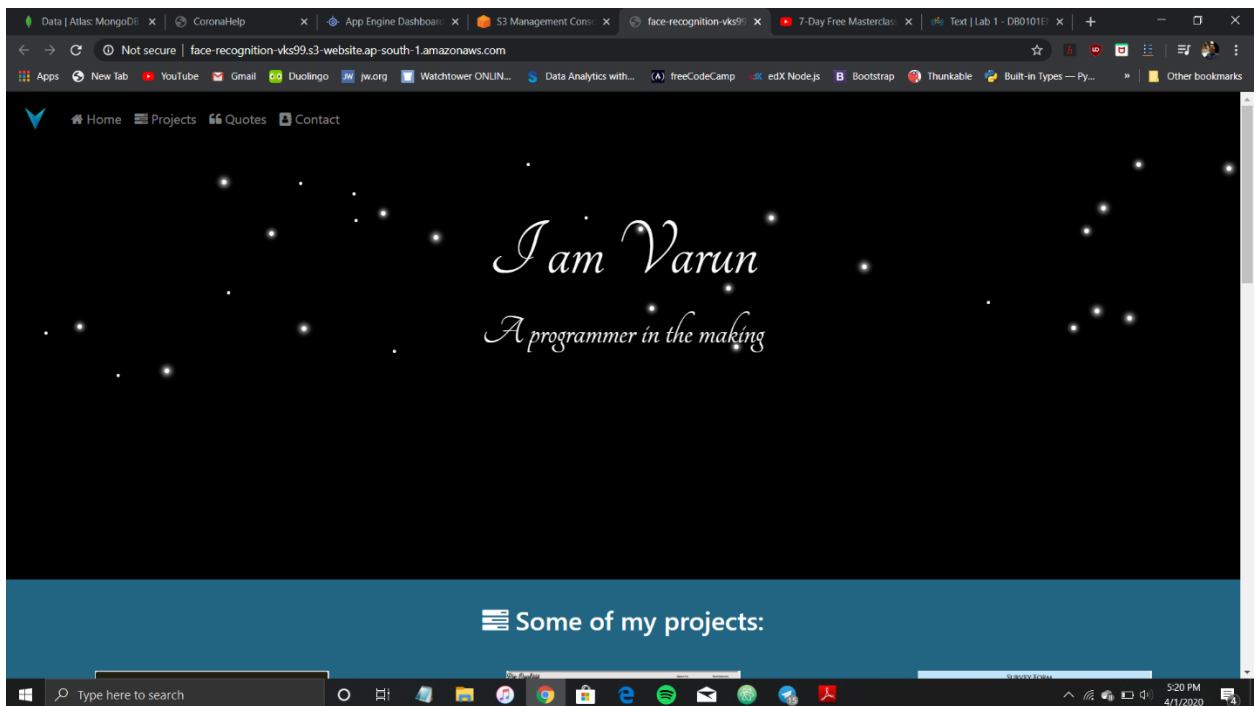 Data | Atlas: MongoDB
CoronaHelp
App Engine Dashboard
S3 Management Conso
face-recognition-vks99
7-Day Free Masterclas
Text | Lab 1 - DB0101E
Not secure | face-recognition-vks99.s3-website.ap-south-1.amazonaws.com
Apps New Tab YouTube Gmail Duolingo jw.org Watchtower ONLIN... Data Analytics with... freeCodeCamp edX Node.js Bootstrap Thunkable Built-in Types — Py... » Other bookmarks
Home Projects Quotes Contact
I am Varun
A programmer in the making
Some of my projects:
SURVEY FORM
Type here to search
5:20 PM
4/1/2020
4